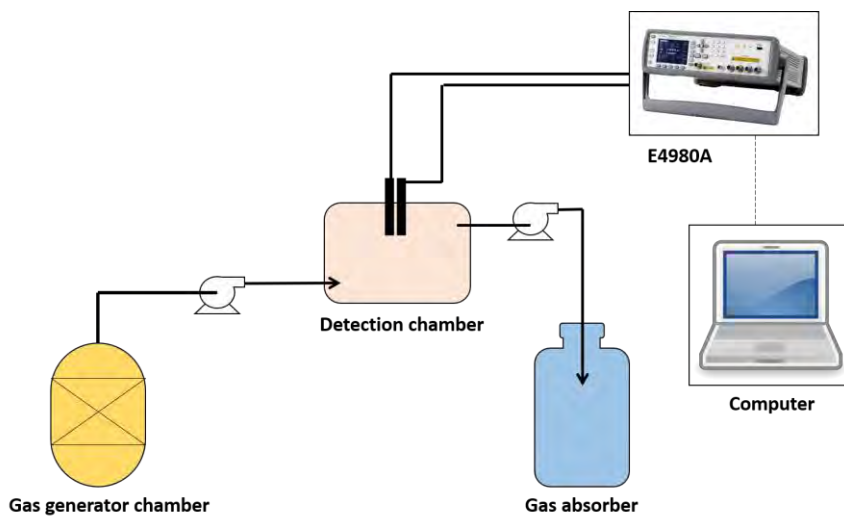 E4980A
Detection chamber
Computer
Gas generator chamber
Gas absorber